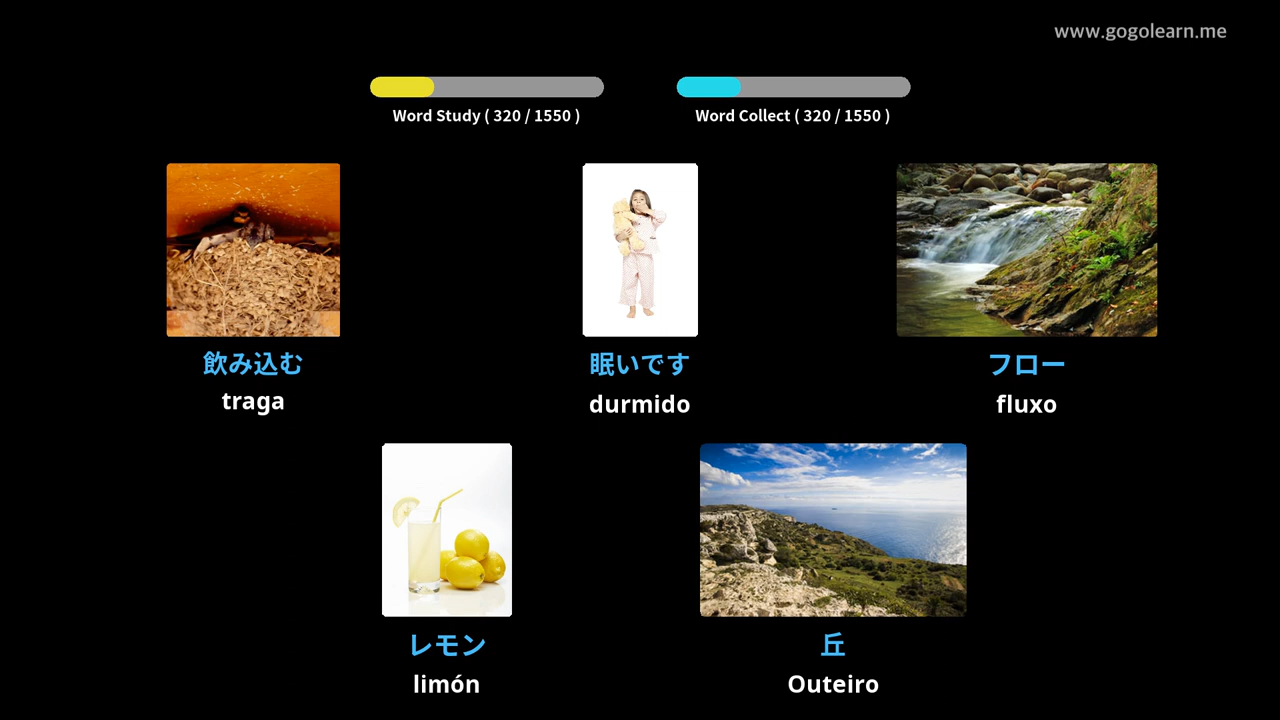 www.gogolearn.me
Word Study ( 320 / 1550 )
Word Collect ( 320 / 1550 )
飲み込む
traga
眠いです
durmido
フロー
fluxo
レモン
limón
丘
Outeiro